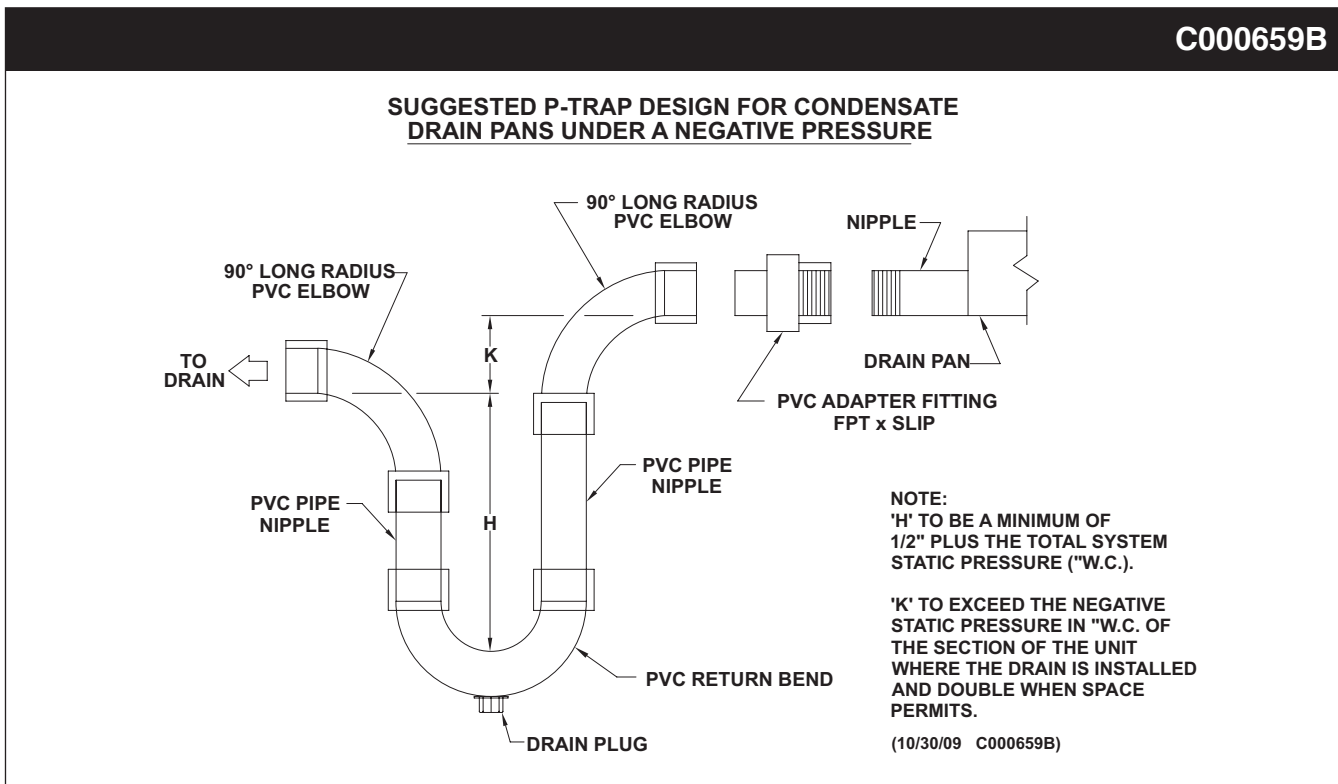 C000659B
SUGGESTED P-TRAP DESIGN FOR CONDENSATE
DRAIN PANS UNDER A NEGATIVE PRESSURE
90° LONG RADIUS
PVC ELBOW
NIPPLE
90° LONG RADIUS
PVC ELBOW
TO
DRAIN
K
DRAIN PAN
PVC ADAPTER FITTING
FPT x SLIP
PVC PIPE
NIPPLE
PVC PIPE
NIPPLE
H
NOTE:
'H' TO BE A MINIMUM OF
1/2" PLUS THE TOTAL SYSTEM
STATIC PRESSURE ("W.C.).
'K' TO EXCEED THE NEGATIVE
STATIC PRESSURE IN "W.C. OF
THE SECTION OF THE UNIT
WHERE THE DRAIN IS INSTALLED
AND DOUBLE WHEN SPACE
PERMITS.
(10/30/09 C000659B)
PVC RETURN BEND
DRAIN PLUG